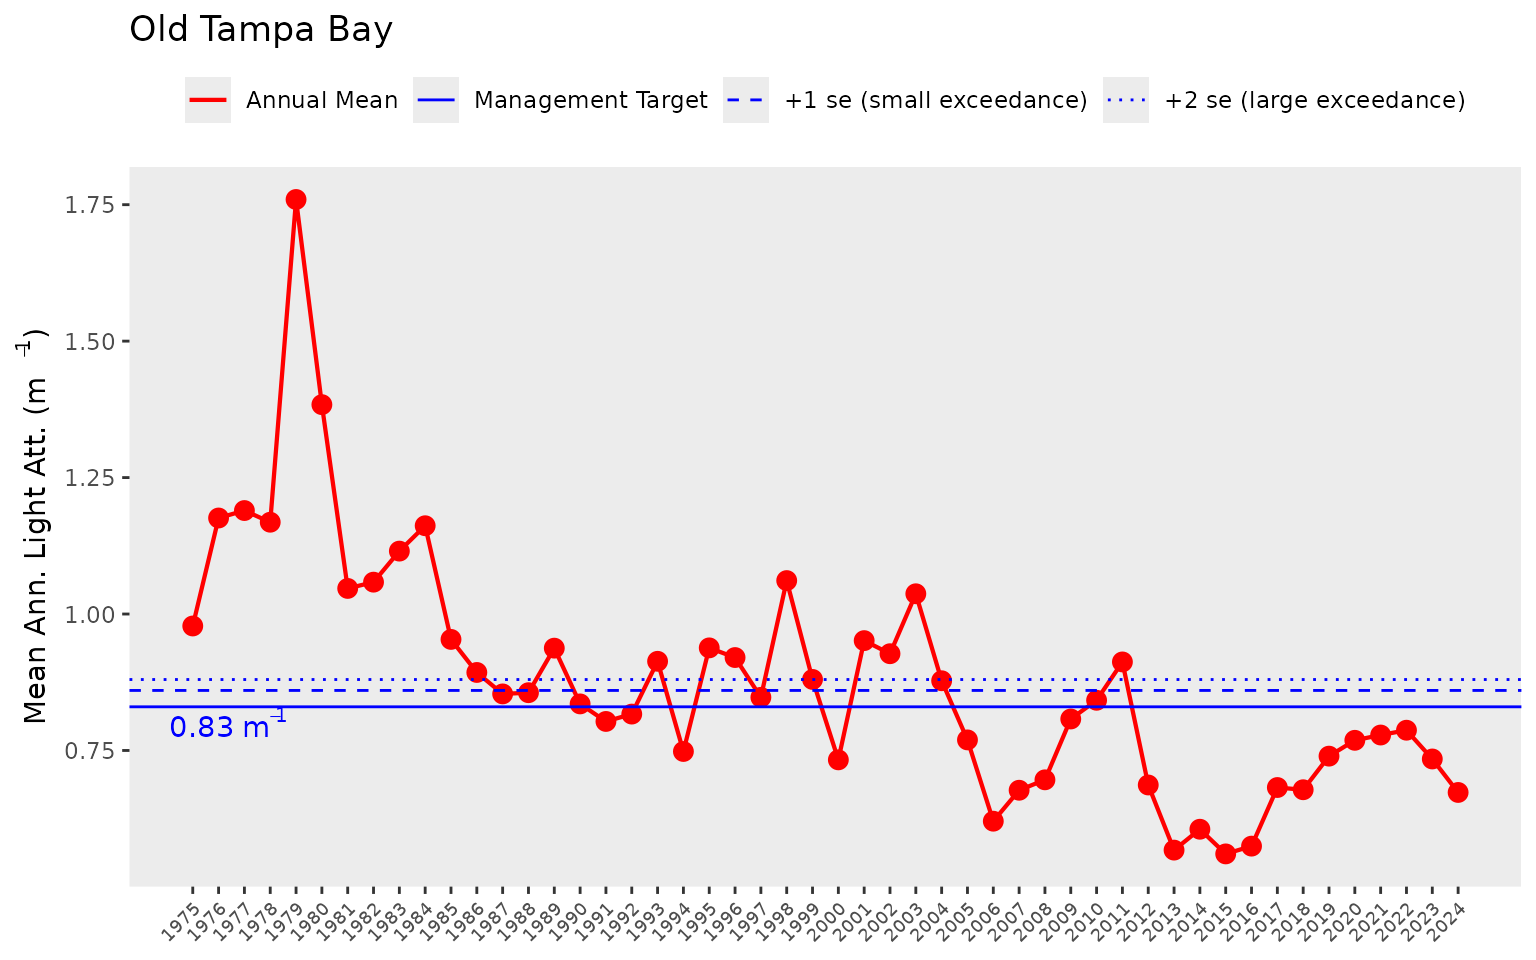 Old Tampa Bay
Annual Mean Management Target +1 se (small exceedance) +2 se (large exceedance)
Mean Ann. Light Att. (m⁻¹)
1.75
1.50
1.25
1.00
0.75
0.83 m⁻¹
1975 1976 1977 1978 1979 1980 1981 1982 1983 1984 1985 1986 1987 1988 1989 1990 1991 1992 1993 1994 1995 1996 1997 1998 1999 2000 2001 2002 2003 2004 2005 2006 2007 2008 2009 2010 2011 2012 2013 2014 2015 2016 2017 2018 2019 2020 2021 2022 2023 2024